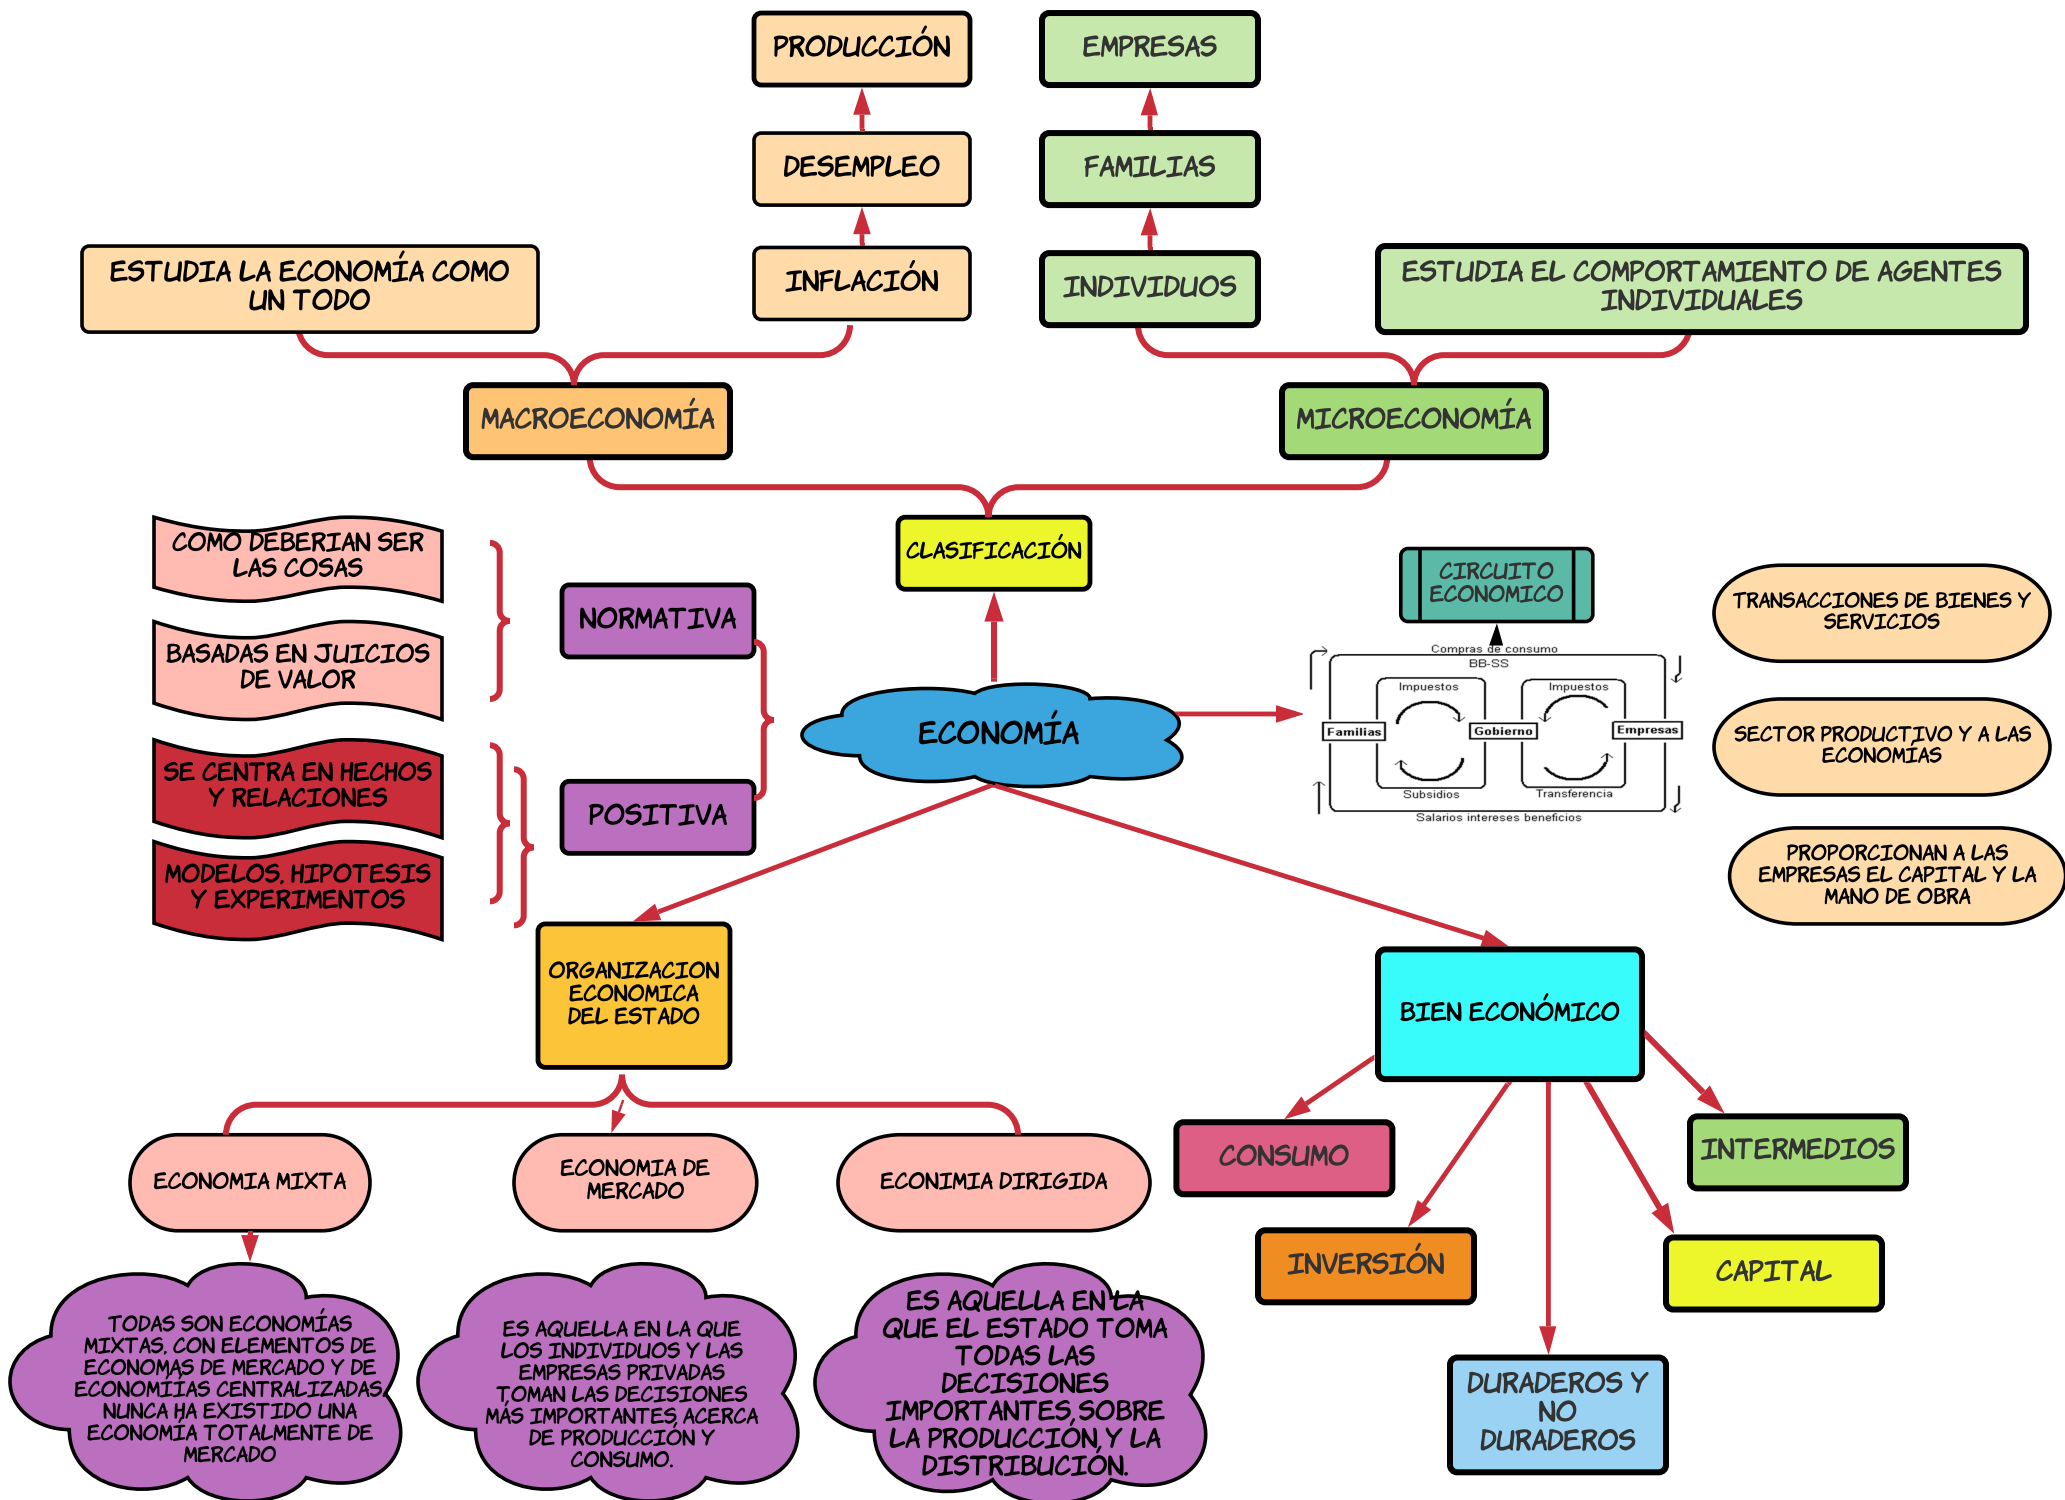 PRODUCCIÓN
EMPRESAS
DESEMPLEO
FAMILIAS
ESTUDIA LA ECONOMÍA COMO
UN TODO
INFLACIÓN
INDIVIDUOS
ESTUDIA EL COMPORTAMIENTO DE AGENTES
INDIVIDUALES
MACROECONOMÍA
MICROECONOMÍA
CLASIFICACIÓN
COMO DEBERIAN SER
LAS COSAS
BASADAS EN JUICIOS
DE VALOR
NORMATIVA
SE CENTRA EN HECHOS
Y RELACIONES
MODELOS, HIPOTESIS
Y EXPERIMENTOS
POSITIVA
ECONOMÍA
CIRCUITO
ECONOMICO
Compras de consumo
BB-SS
Impuestos
Impuestos
Familias
Gobierno
Empresas
Subsidios
Transferencia
Salarios intereses beneficios
TRANSACCIONES DE BIENES Y
SERVICIOS
SECTOR PRODUCTIVO Y A LAS
ECONOMÍAS
PROPORCIONAN A LAS
EMPRESAS EL CAPITAL Y LA
MANO DE OBRA
ORGANIZACION
ECONOMICA
DEL ESTADO
BIEN ECONÓMICO
ECONOMIA MIXTA
ECONOMIA DE
MERCADO
ECONIMIA DIRIGIDA
CONSUMO
INTERMEDIOS
INVERSIÓN
CAPITAL
DURADEROS Y
NO
DURADEROS
TODAS SON ECONOMÍAS
MIXTAS, CON ELEMENTOS DE
ECONOMAS DE MERCADO Y DE
ECONOMÍÍAS CENTRALIZADAS,
NUNCA HA EXISTIDO UNA
ECONOMÍA TOTALMENTE DE
MERCADO
ES AQUELLA EN LA QUE
LOS INDIVIDUOS Y LAS
EMPRESAS PRIVADAS
TOMAN LAS DECISIONES
MÁS IMPORTANTES, ACERCA
DE PRODUCCIÓN Y
CONSUMO.
ES AQUELLA EN LA
QUE EL ESTADO TOMA
TODAS LAS
DECISIONES
IMPORTANTES, SOBRE
LA PRODUCCIÓN, Y LA
DISTRIBUCIÓN.